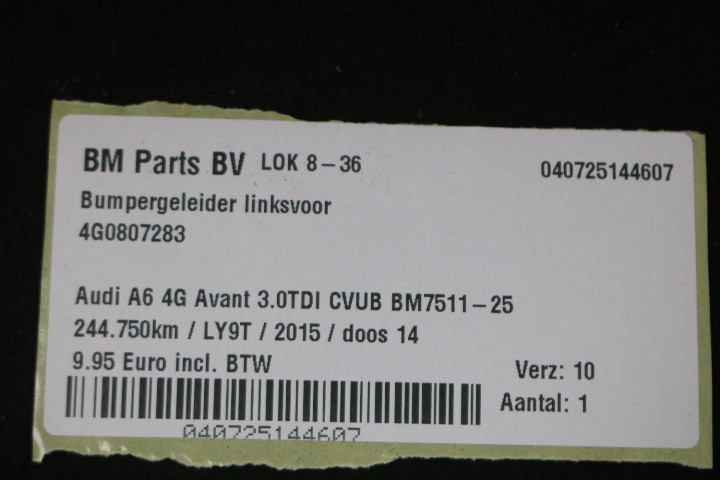 BM Parts BV LOK 8-36 040725144607
Bumpergeleider linksvoor
4G0807283
Audi A6 4G Avant 3.0TDI CVUB BM7511-25
244.750km / LY9T / 2015 / doos 14
9.95 Euro incl. BTW Verz: 10
Aantal: 1
040725144607